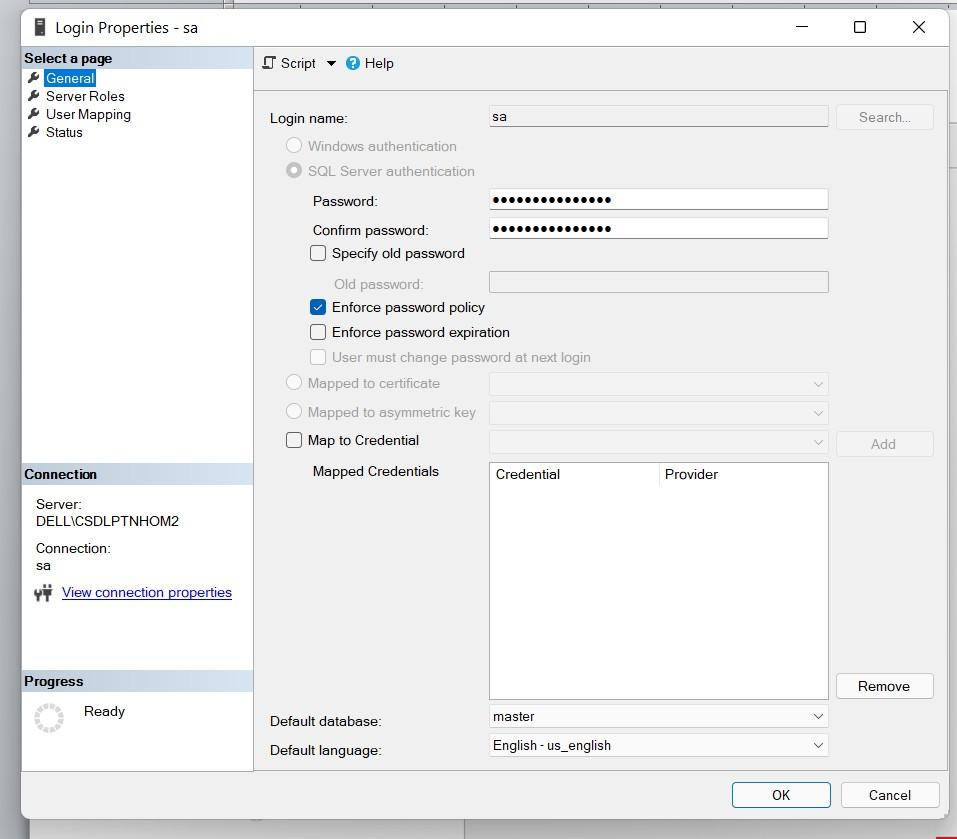 Login Properties - sa
Select a page
General
Server Roles
User Mapping
Status
Connection
Server:
DELL\CSDLPTNHOM2
Connection:
sa
View connection properties
Progress
Ready
Script
Help
Login name:
sa
Search...
Windows authentication
SQL Server authentication
Password:
●●●●●●●●●●●●●●●
Confirm password:
●●●●●●●●●●●●●●●
Specify old password
Old password:
Enforce password policy
Enforce password expiration
User must change password at next login
Mapped to certificate
Mapped to asymmetric key
Map to Credential
Add
Mapped Credentials
Credential Provider
Remove
Default database:
master
Default language:
English - us_english
OK
Cancel